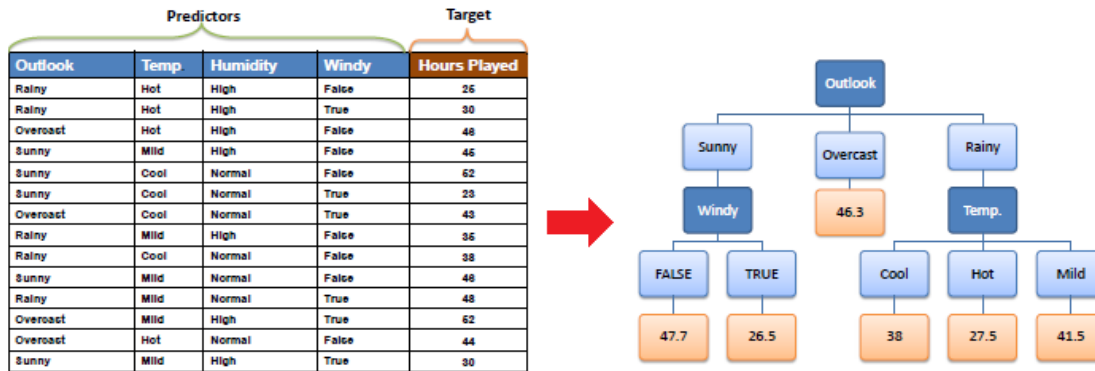 Predictors Target
Outlook Temp. Humidity Windy Hours Played
Rainy Hot High False 25
Rainy Hot High True 30
Overcast Hot High False 46
Sunny Mild High False 45
Sunny Cool Normal False 52
Sunny Cool Normal True 23
Overcast Cool Normal True 43
Rainy Mild High False 35
Rainy Cool Normal False 38
Sunny Mild Normal False 46
Rainy Mild Normal True 48
Overcast Mild High True 52
Overcast Hot Normal False 44
Sunny Mild High True 30
Outlook
Sunny Overcast Rainy
Windy 46.3 Temp.
FALSE TRUE Cool Hot Mild
47.7 26.5 38 27.5 41.5